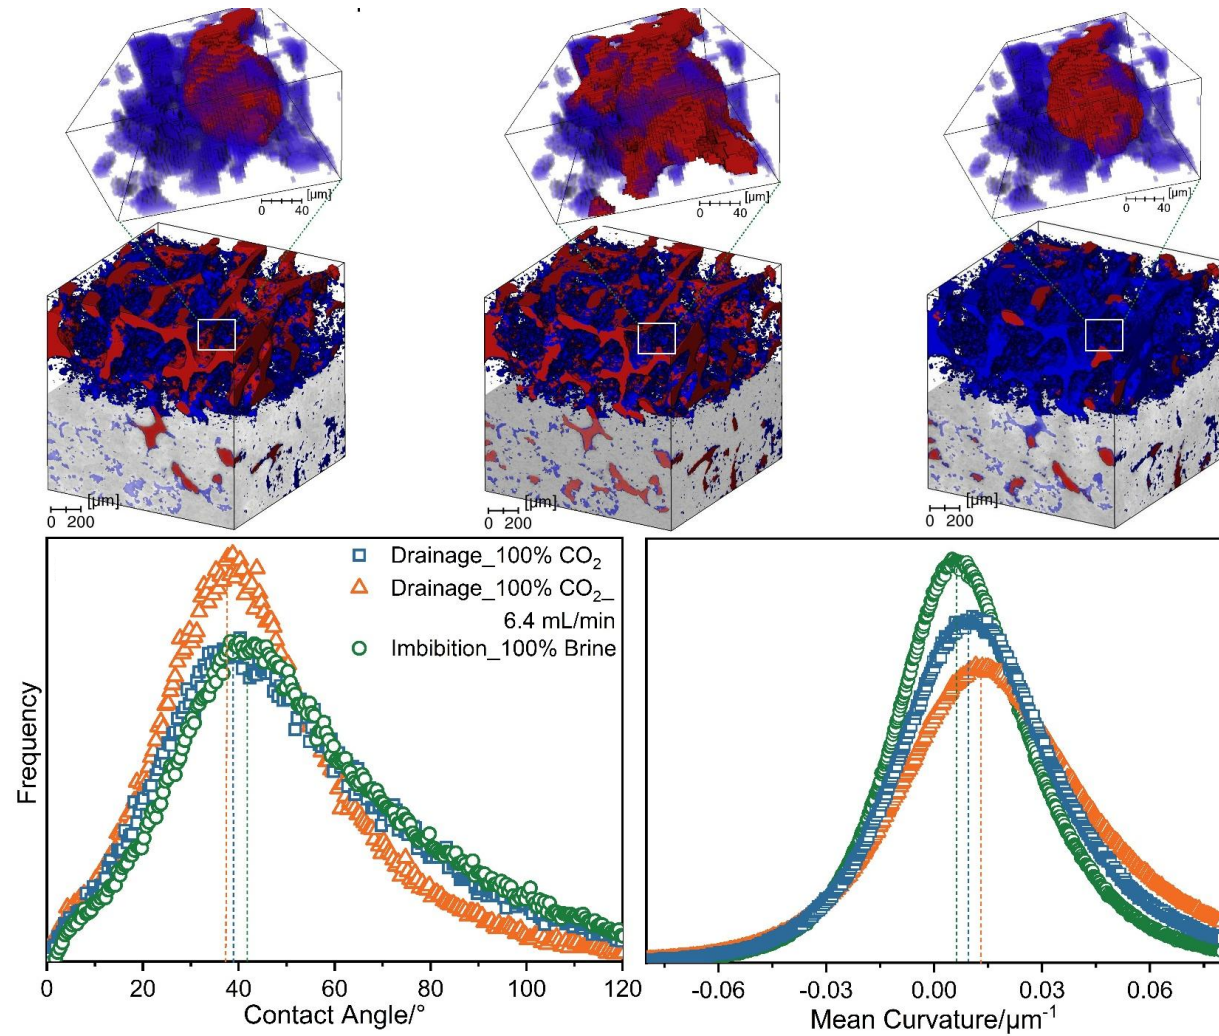 [µm]
0 40
[µm]
0 40
[µm]
0 40
[µm]
0 200
[µm]
0 200
[µm]
0 200
Drainage_100% CO₂
Drainage_100% CO₂_
6.4 mL/min
Imbibition_100% Brine
Frequency
0 20 40 60 80 100 120
Contact Angle/°
-0.06 -0.03 0.00 0.03 0.06
Mean Curvature/µm⁻¹